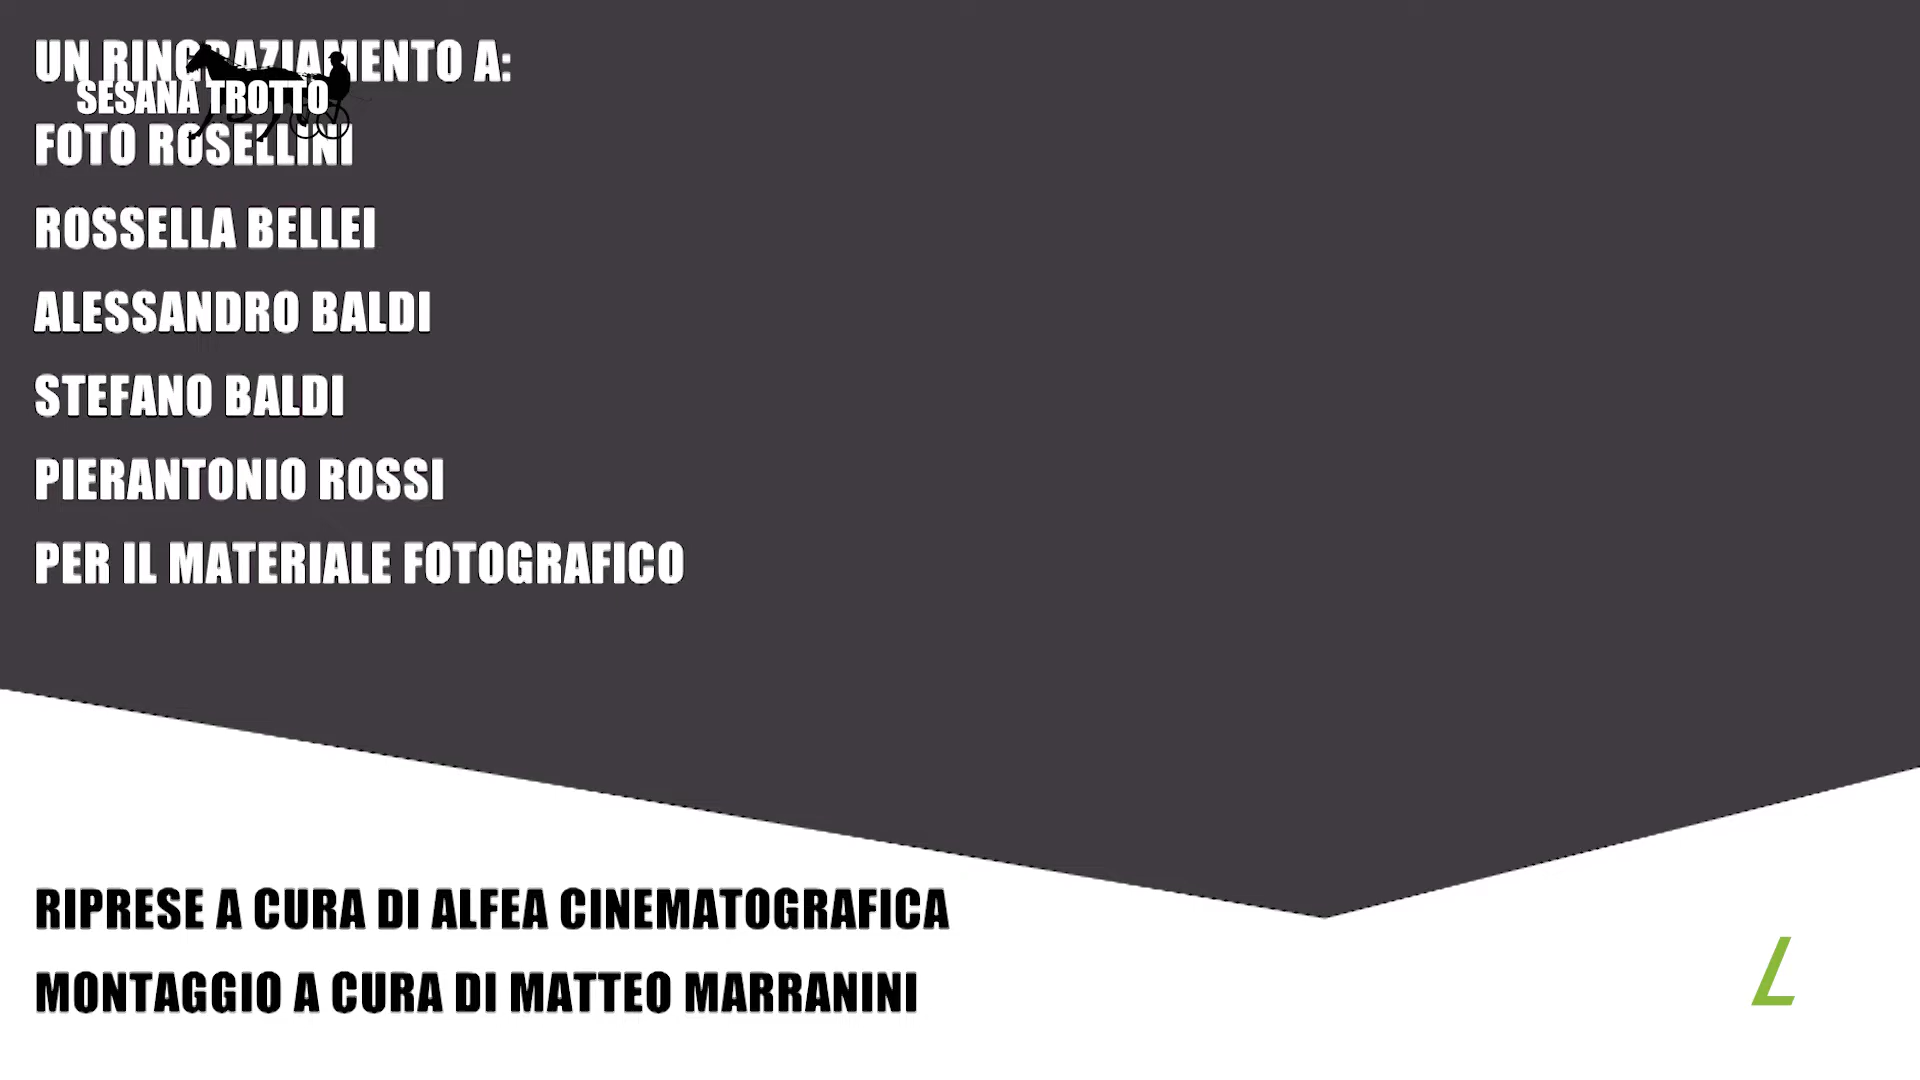 UN RINGRAZIAMENTO A:
SESANA TROTTO
FOTO ROSELLINI
ROSSELLA BELLEI
ALESSANDRO BALDI
STEFANO BALDI
PIERANTONIO ROSSI
PER IL MATERIALE FOTOGRAFICO
RIPRESE A CURA DI ALFEA CINEMATOGRAFICA
MONTAGGIO A CURA DI MATTEO MARRANINI
L